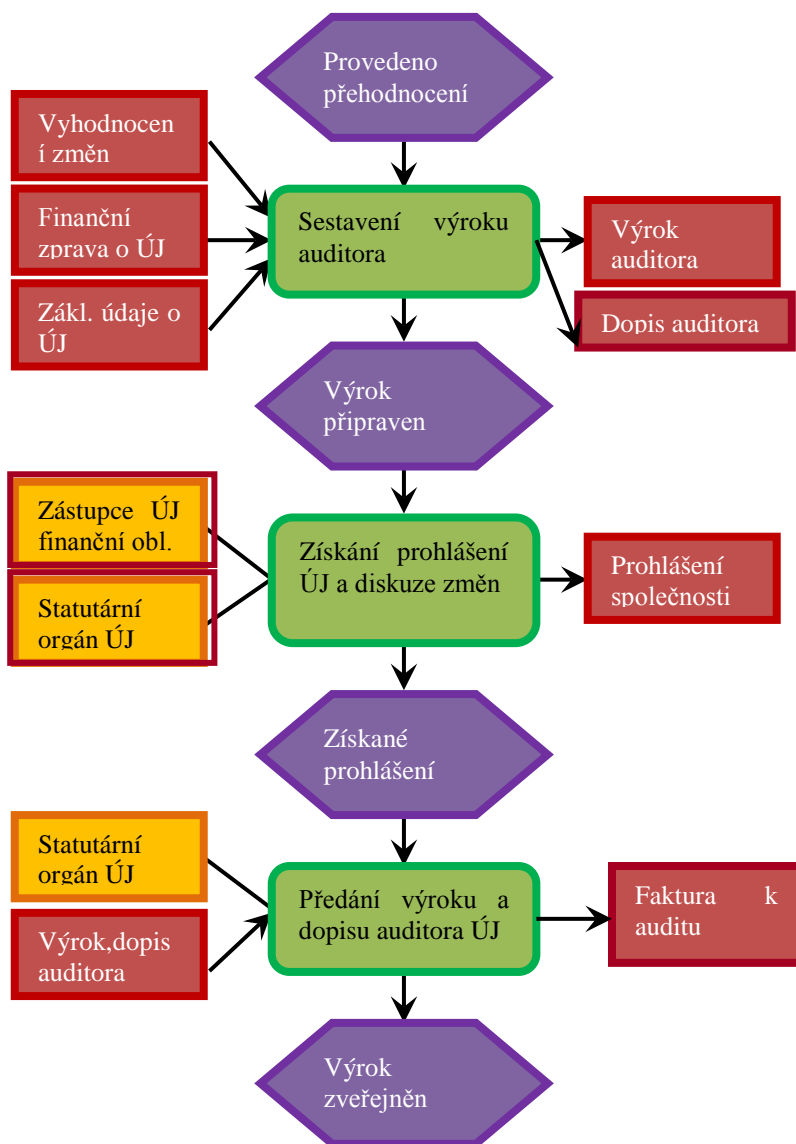 Provedeno
přehodnocení
Vyhodnocen
í změn
Finanční
zprava o ÚJ
Zákl. údaje o
ÚJ
Sestavení výroku
auditora
Výrok
auditora
Dopis auditora
Výrok
připraven
Zástupce ÚJ
finanční obl.
Statutární
orgán ÚJ
Získání prohlášení
ÚJ a diskuze změn
Prohlášení
společnosti
Získané
prohlášení
Statutární
orgán ÚJ
Výrok,dopis
auditora
Předání výroku a
dopisu auditora ÚJ
Faktura k
auditu
Výrok
zveřejněn